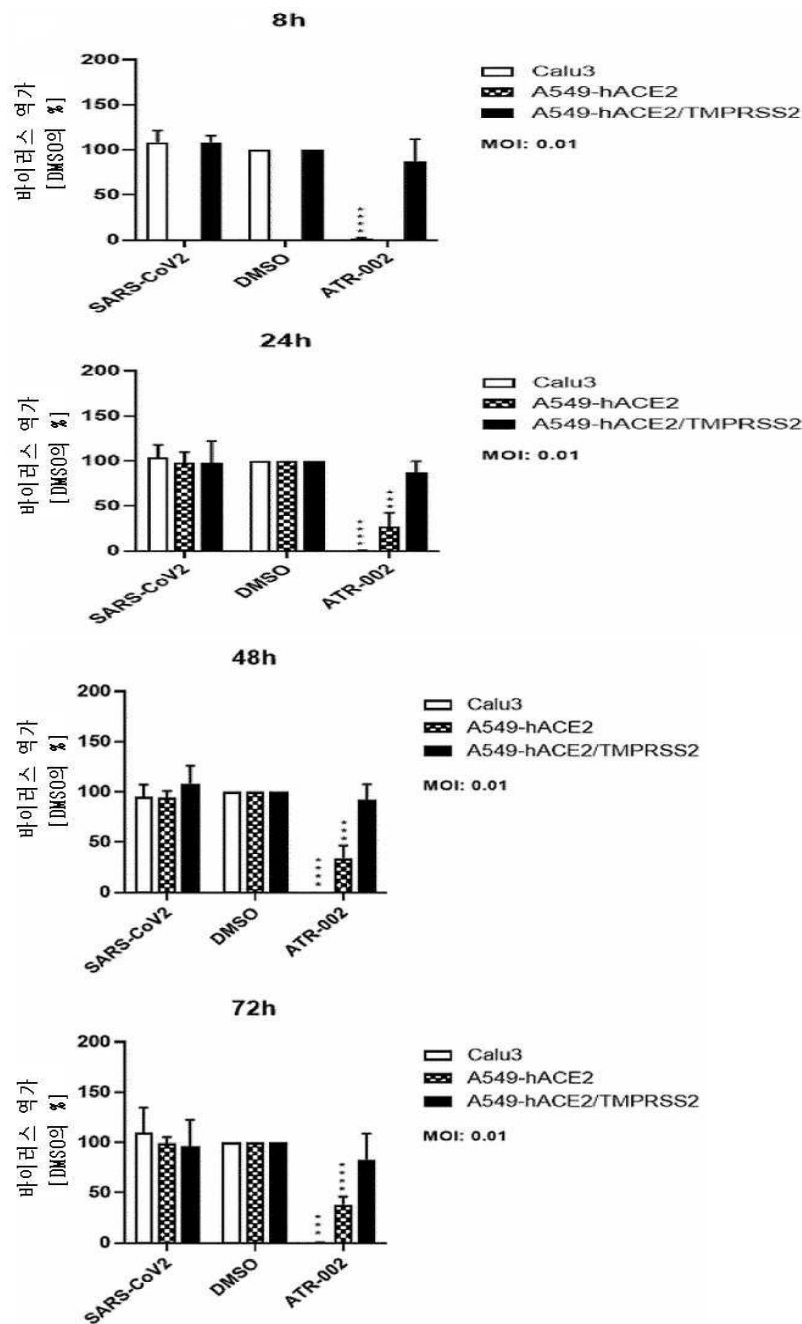 8h
바이러스 역가
[DMSO의 %]
200
150
100
50
0
SARS-CoV2
DMSO
ATR-002
****
Calu3
A549-hACE2
A549-hACE2/TMPRSS2
MOI: 0.01
24h
바이러스 역가
[DMSO의 %]
200
150
100
50
0
SARS-CoV2
DMSO
ATR-002
****
***
Calu3
A549-hACE2
A549-hACE2/TMPRSS2
MOI: 0.01
48h
바이러스 역가
[DMSO의 %]
200
150
100
50
0
SARS-CoV2
DMSO
ATR-002
****
***
Calu3
A549-hACE2
A549-hACE2/TMPRSS2
MOI: 0.01
72h
바이러스 역가
[DMSO의 %]
200
150
100
50
0
SARS-CoV2
DMSO
ATR-002
***
****
Calu3
A549-hACE2
A549-hACE2/TMPRSS2
MOI: 0.01